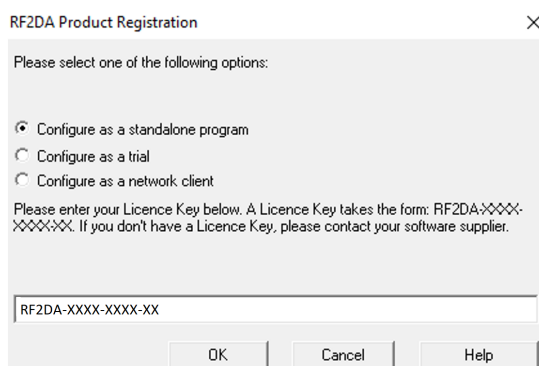 RF2DA Product Registration
Please select one of the following options:
Configure as a standalone program
Configure as a trial
Configure as a network client
Please enter your Licence Key below. A Licence Key takes the form: RF2DA-XXXX-
XXXX-XX. If you don't have a Licence Key, please contact your software supplier.
RF2DA-XXXX-XXXX-XX
OK Cancel Help